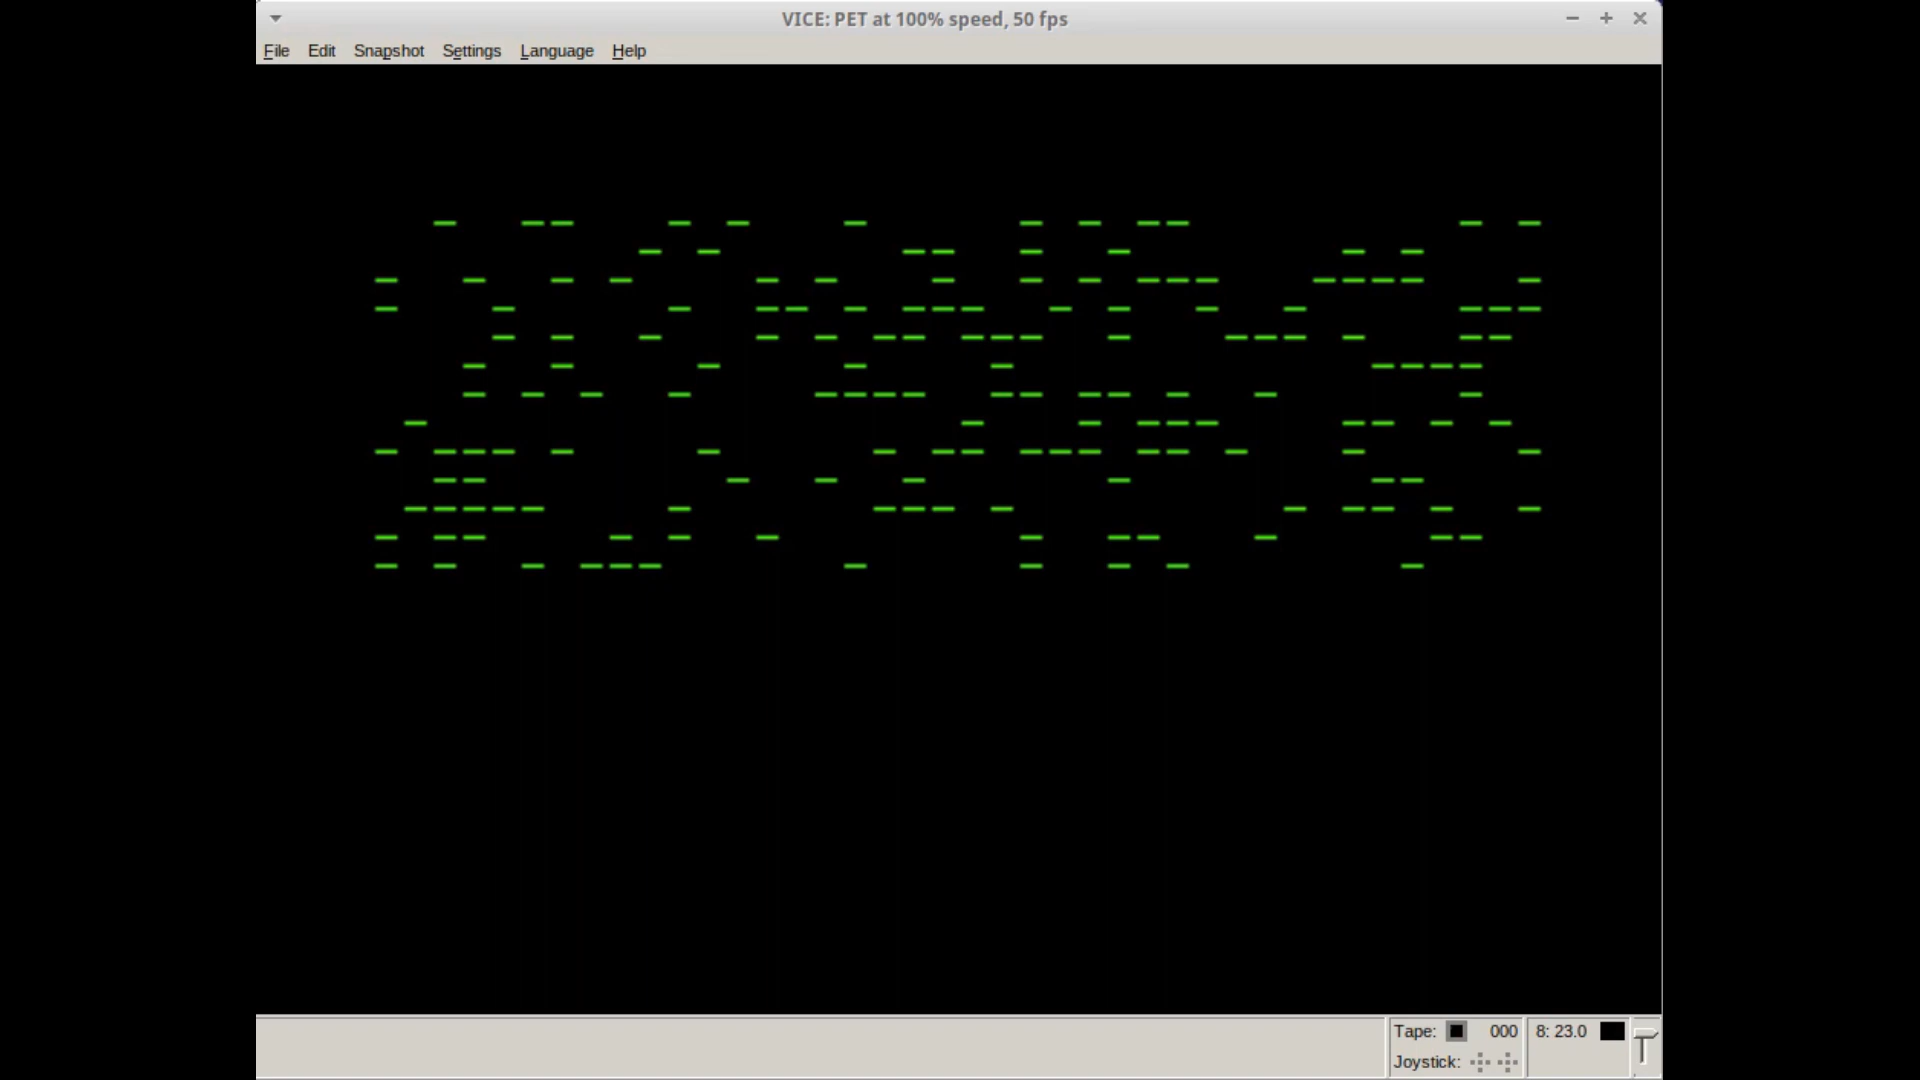 VICE: PET at 100% speed, 50 fps
File Edit Snapshot Settings Language Help
Tape: 000 8: 23.0
Joystick: